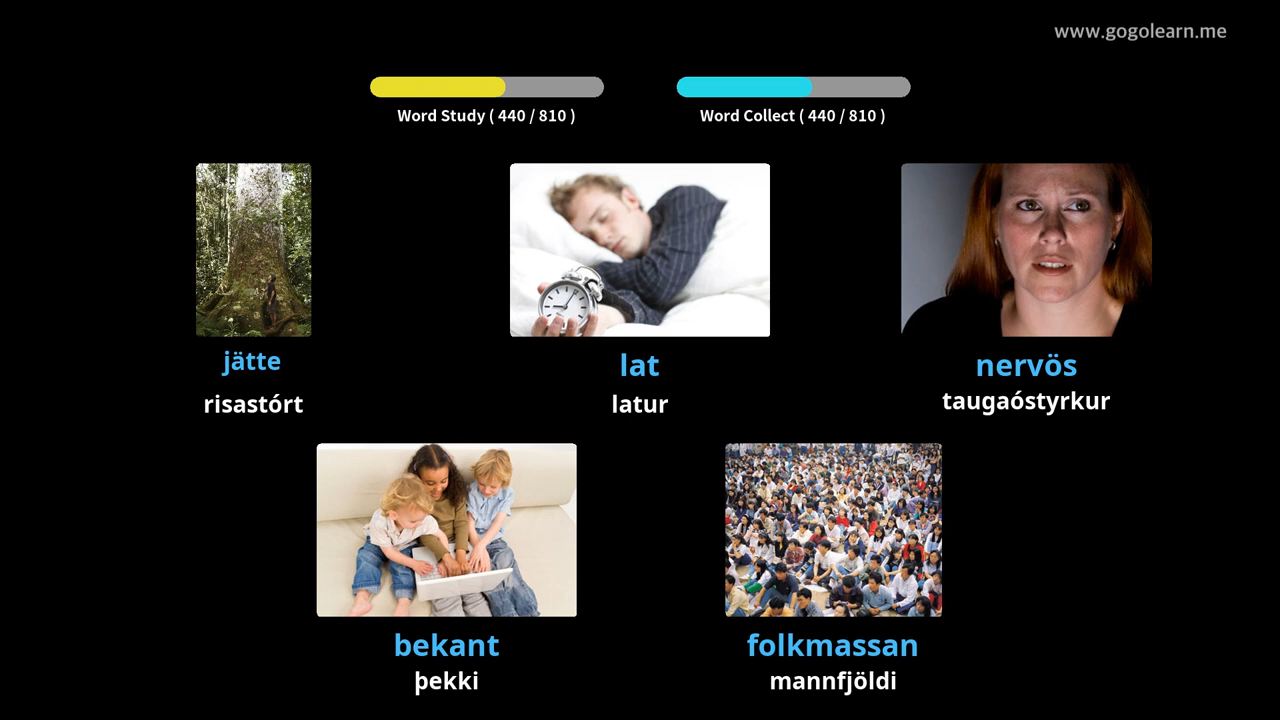 www.gogolearn.me
Word Study ( 440 / 810 )
Word Collect ( 440 / 810 )
jätte
risastórt
lat
latur
nervös
taugaóstyrkur
bekant
þekki
folkmassan
mannfjöldi